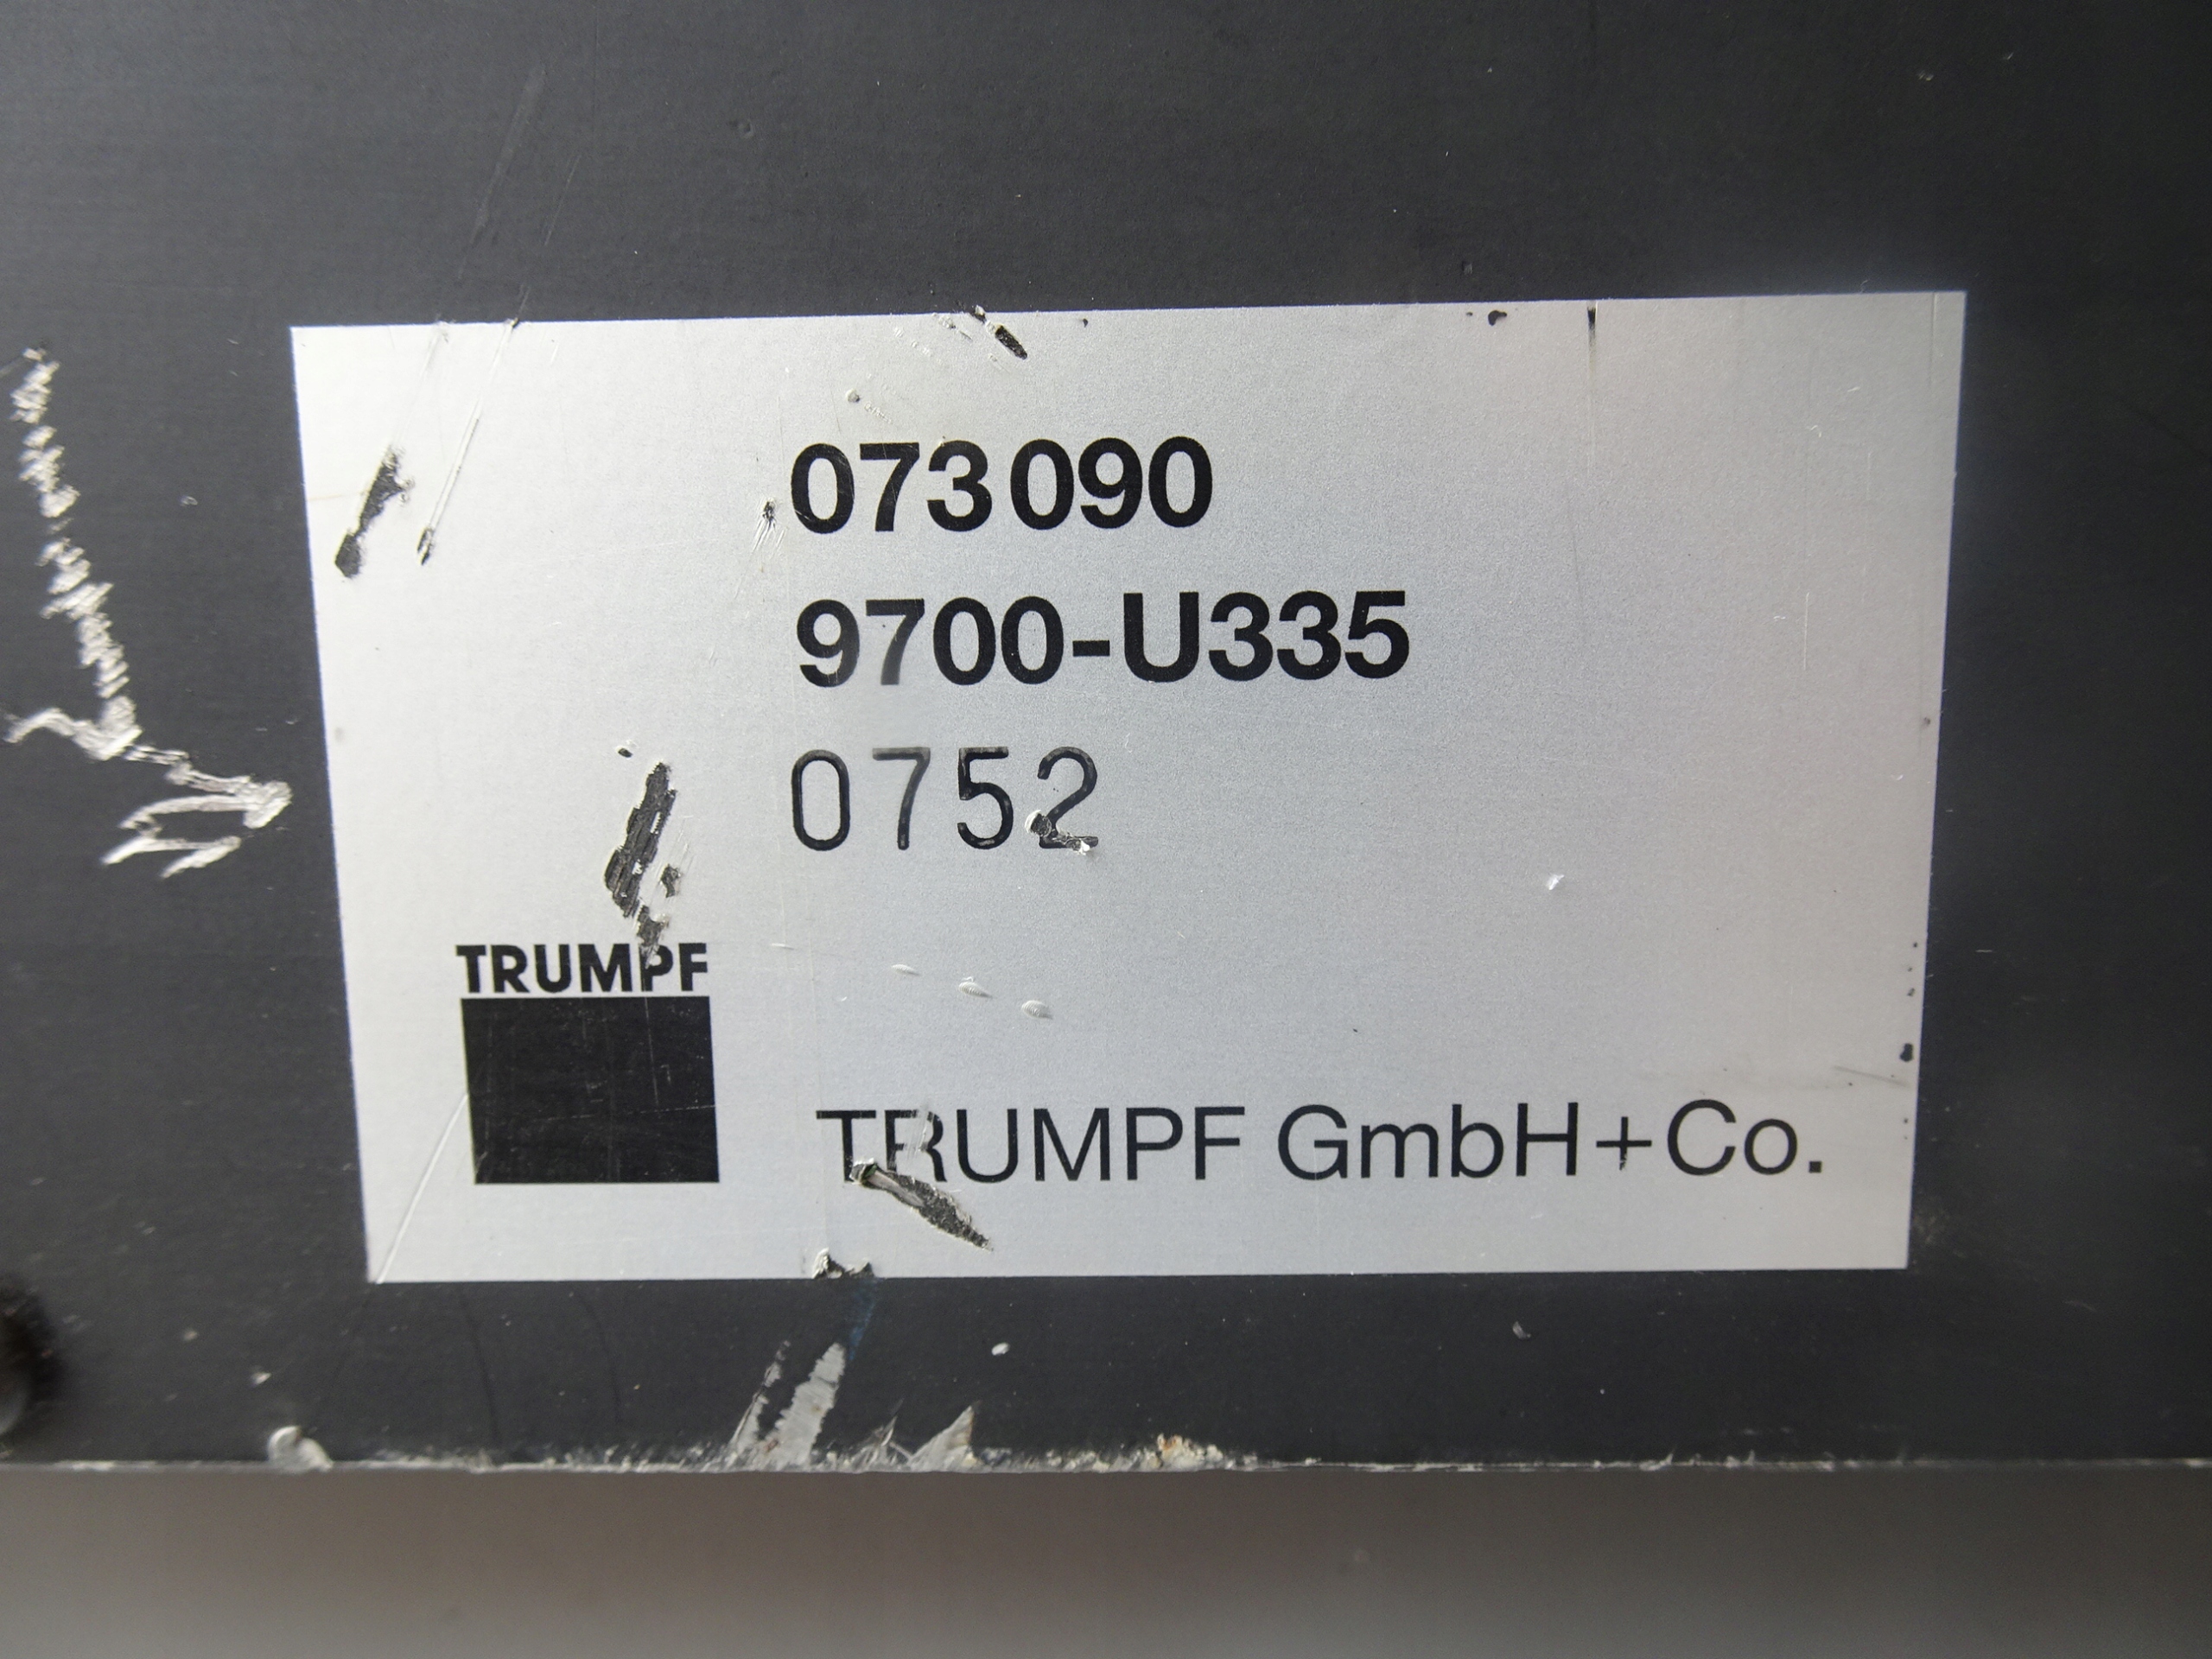 073090
9700-U335
0752
TRUMPF
TRUMPF GmbH+Co.